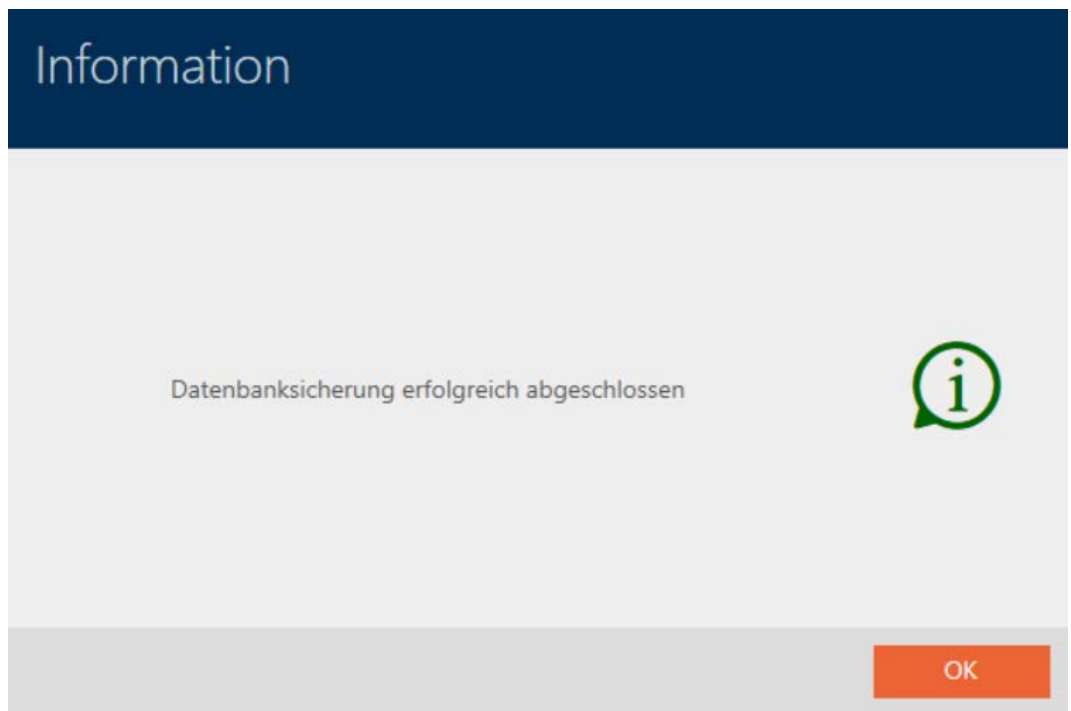 Information
Datenbanksicherung erfolgreich abgeschlossen
i
OK